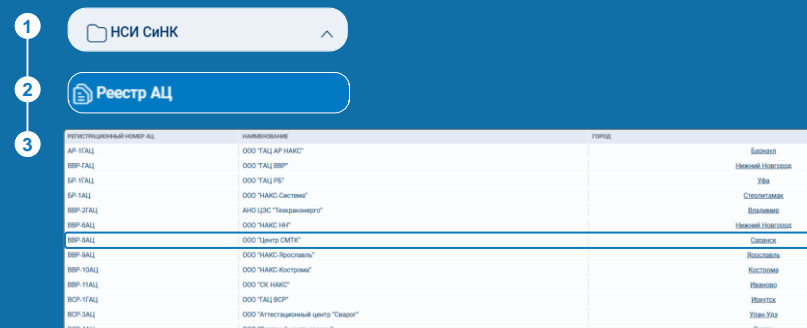 1
НСИ СиНК
2
Реестр АЦ
3
РЕГИСТРАЦИОННЫЙ НОМЕР АЦ НАИМЕНОВАНИЕ ГОРОД
АР-1ГАЦ ООО "ГАЦ АР НАКС" Барнаул
ВВР-ГАЦ ООО "ГАЦ ВВР" Нижний Новгород
БР-1ГАЦ ООО "ГАЦ РБ" Уфа
БР-1АЦ ООО "НАКС-Система" Стерлитамак
ВВР-2ГАЦ АНО ЦЗС "Техкранэнерго" Владимир
ВВР-6АЦ ООО "НАКС НН" Нижний Новгород
ВВР-8АЦ ООО "Центр СМТК" Саранск
ВВР-9АЦ ООО "НАКС-Ярославль" Ярославль
ВВР-10АЦ ООО "НАКС-Кострома" Кострома
ВВР-11АЦ ООО "СК НАКС" Иваново
ВСР-1ГАЦ ООО "ГАЦ ВСР" Иркутск
ВСР-3АЦ ООО "Аттестационный центр "Сварог" Улан-Удэ